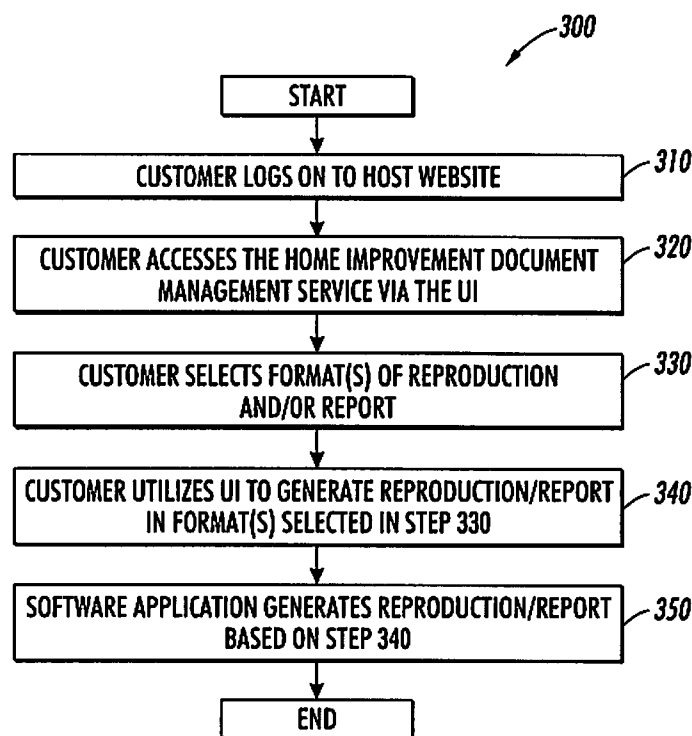 300
START
CUSTOMER LOGS ON TO HOST WEBSITE
310
CUSTOMER ACCESSES THE HOME IMPROVEMENT DOCUMENT
MANAGEMENT SERVICE VIA THE UI
320
CUSTOMER SELECTS FORMAT(S) OF REPRODUCTION
AND/OR REPORT
330
CUSTOMER UTILIZES UI TO GENERATE REPRODUCTION/REPORT
IN FORMAT(S) SELECTED IN STEP 330
340
SOFTWARE APPLICATION GENERATES REPRODUCTION/REPORT
BASED ON STEP 340
350
END